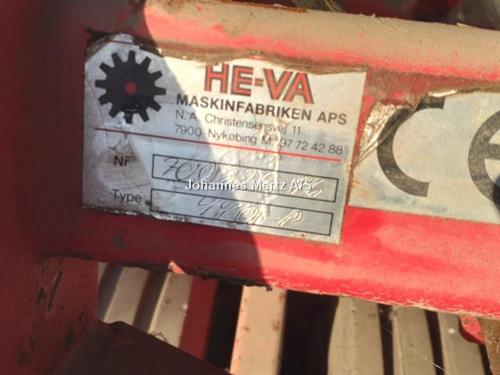 HE-VA
MASKINFABRIKEN APS
N. A. Christensensvej 11
7900 Nykøbing M. 97 72 42 88
Nr
Johannes Mertz A/S
Type
CE